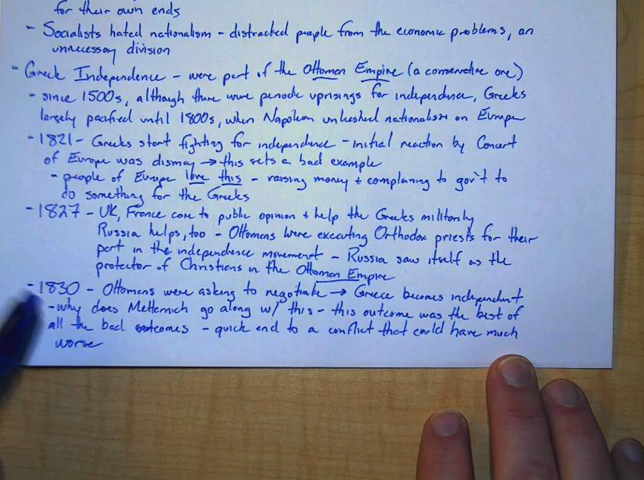 for their own ends
- Socialists hated nationalism - distracted people from the economic problems, an
unnecessary division
- Greek Independence - were part of the Ottoman Empire (a conservative one)
- since 1500s, although there were periodic uprisings for independence, Greeks
largely pacified until 1800s, when Napoleon unleashed nationalism on Europe
- 1821 - Greeks start fighting for independence - initial reaction by Concert
of Europe was dismay → this sets a bad example
- people of Europe love this - raising money + complaining to gov't to
do something for the Greeks
- 1827 - UK, France cave to public opinion + help the Greeks militarily
Russia helps, too - Ottomans were executing Orthodox priests for their
part in the independence movement - Russia saw itself as the
protector of Christians in the Ottoman Empire
- 1830 - Ottomans were asking to negotiate → Greece becomes independent
- why does Metternich go along w/ this - this outcome was the best of
all the bad outcomes - quick end to a conflict that could have much
worse